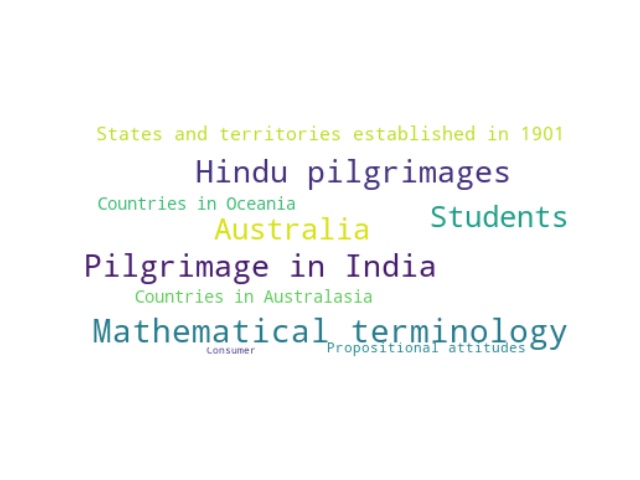 States and territories established in 1901
Hindu pilgrimages
Countries in Oceania
Students
Australia
Pilgrimage in India
Countries in Australasia
Mathematical terminology
Consumer
Propositional attitudes